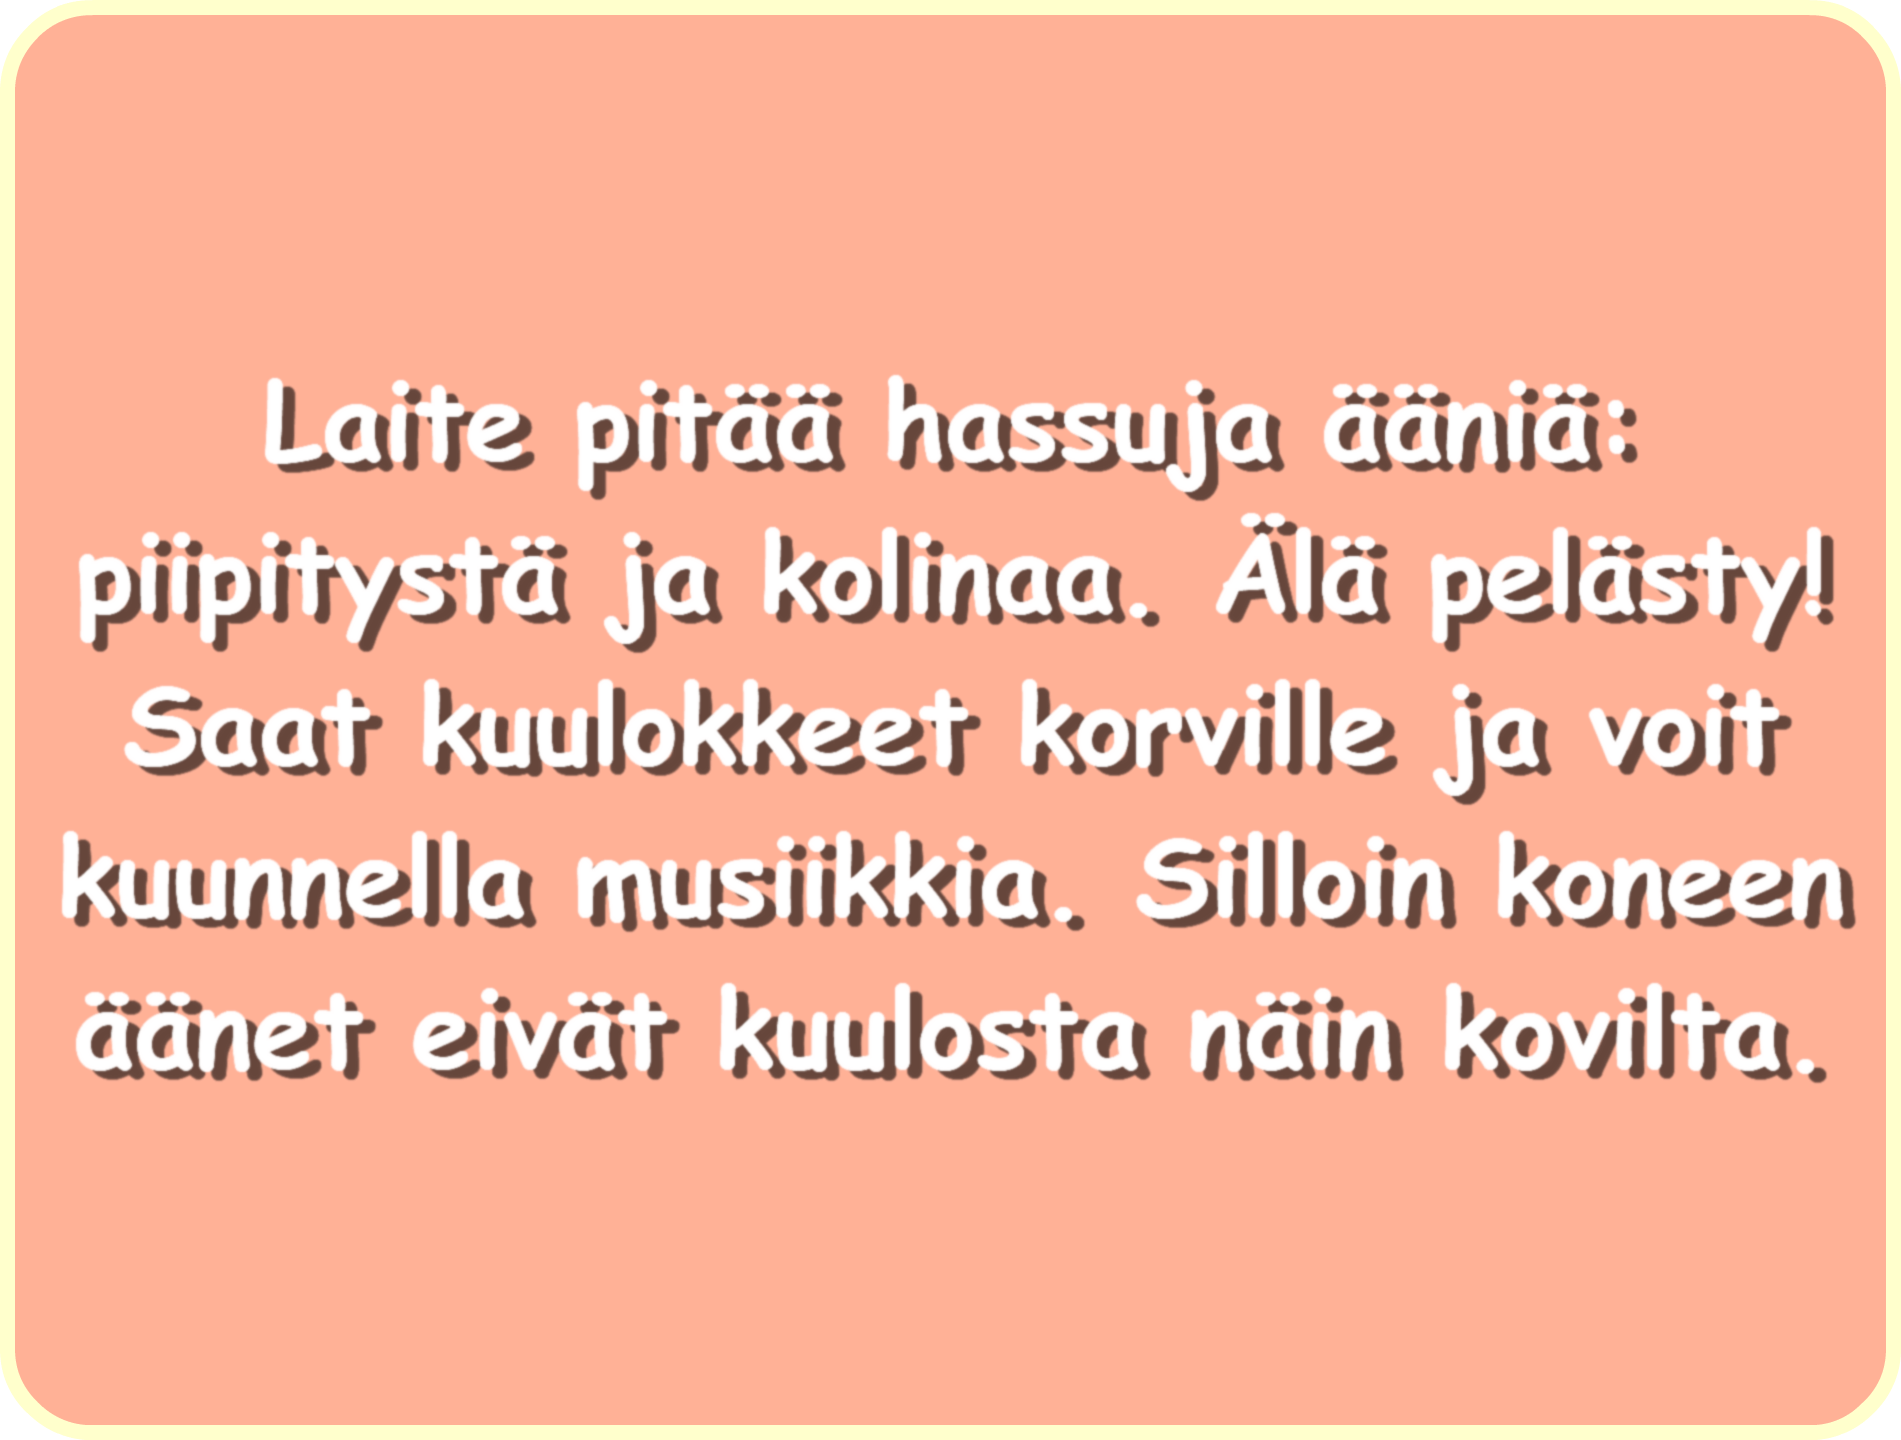 Laite pitää hassuja ääniä:
piipitystä ja kolinaa. Älä pelästy!
Saat kuulokkeet korville ja voit
kuunnella musiikkia. Silloin koneen
äänet eivät kuulosta näin kovilta.